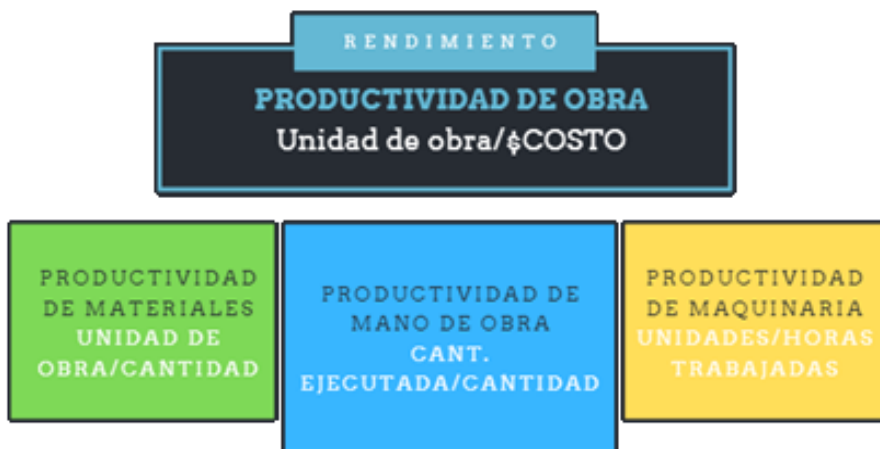 RENDIMIENTO
PRODUCTIVIDAD DE OBRA
Unidad de obra/$COSTO
PRODUCTIVIDAD
DE MATERIALES
UNIDAD DE
OBRA/CANTIDAD
PRODUCTIVIDAD DE
MANO DE OBRA
CANT.
EJECUTADA/CANTIDAD
PRODUCTIVIDAD
DE MAQUINARIA
UNIDADES/HORAS
TRABAJADAS